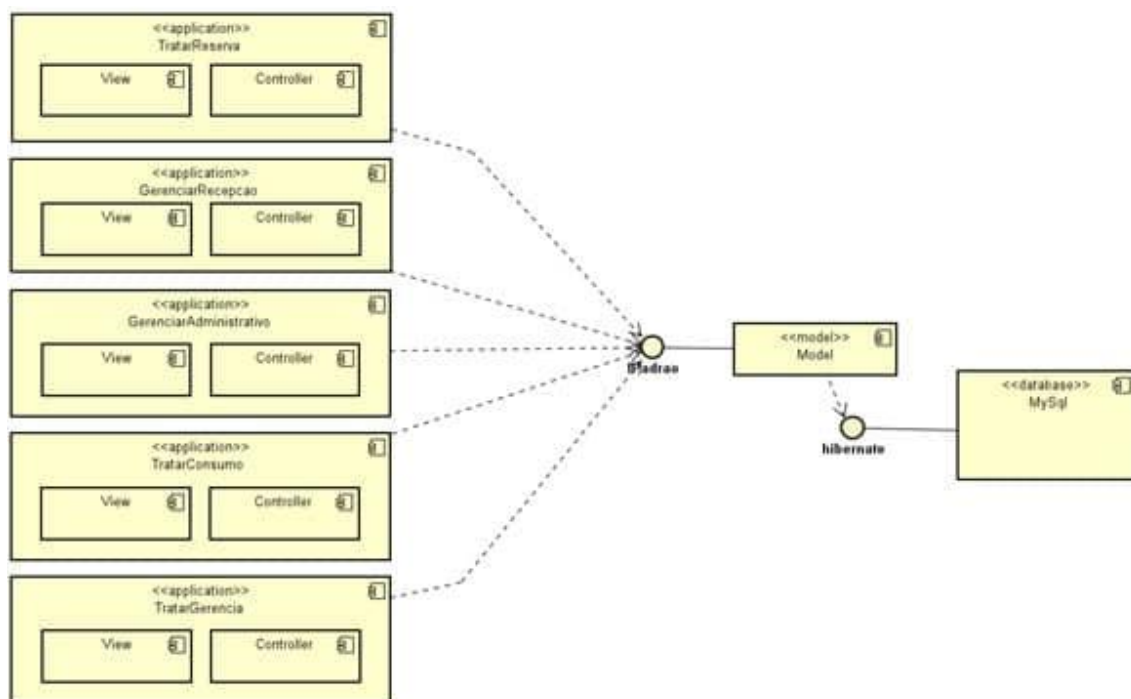 <<application>>
TratarReserva
View
Controller
<<application>>
GerenciarRecepcao
View
Controller
<<application>>
GerenciarAdministrativo
View
Controller
<<application>>
TratarConsumo
View
Controller
<<application>>
TratarGerencia
View
Controller
<<model>>
Model
<<database>>
MySql
hibernate